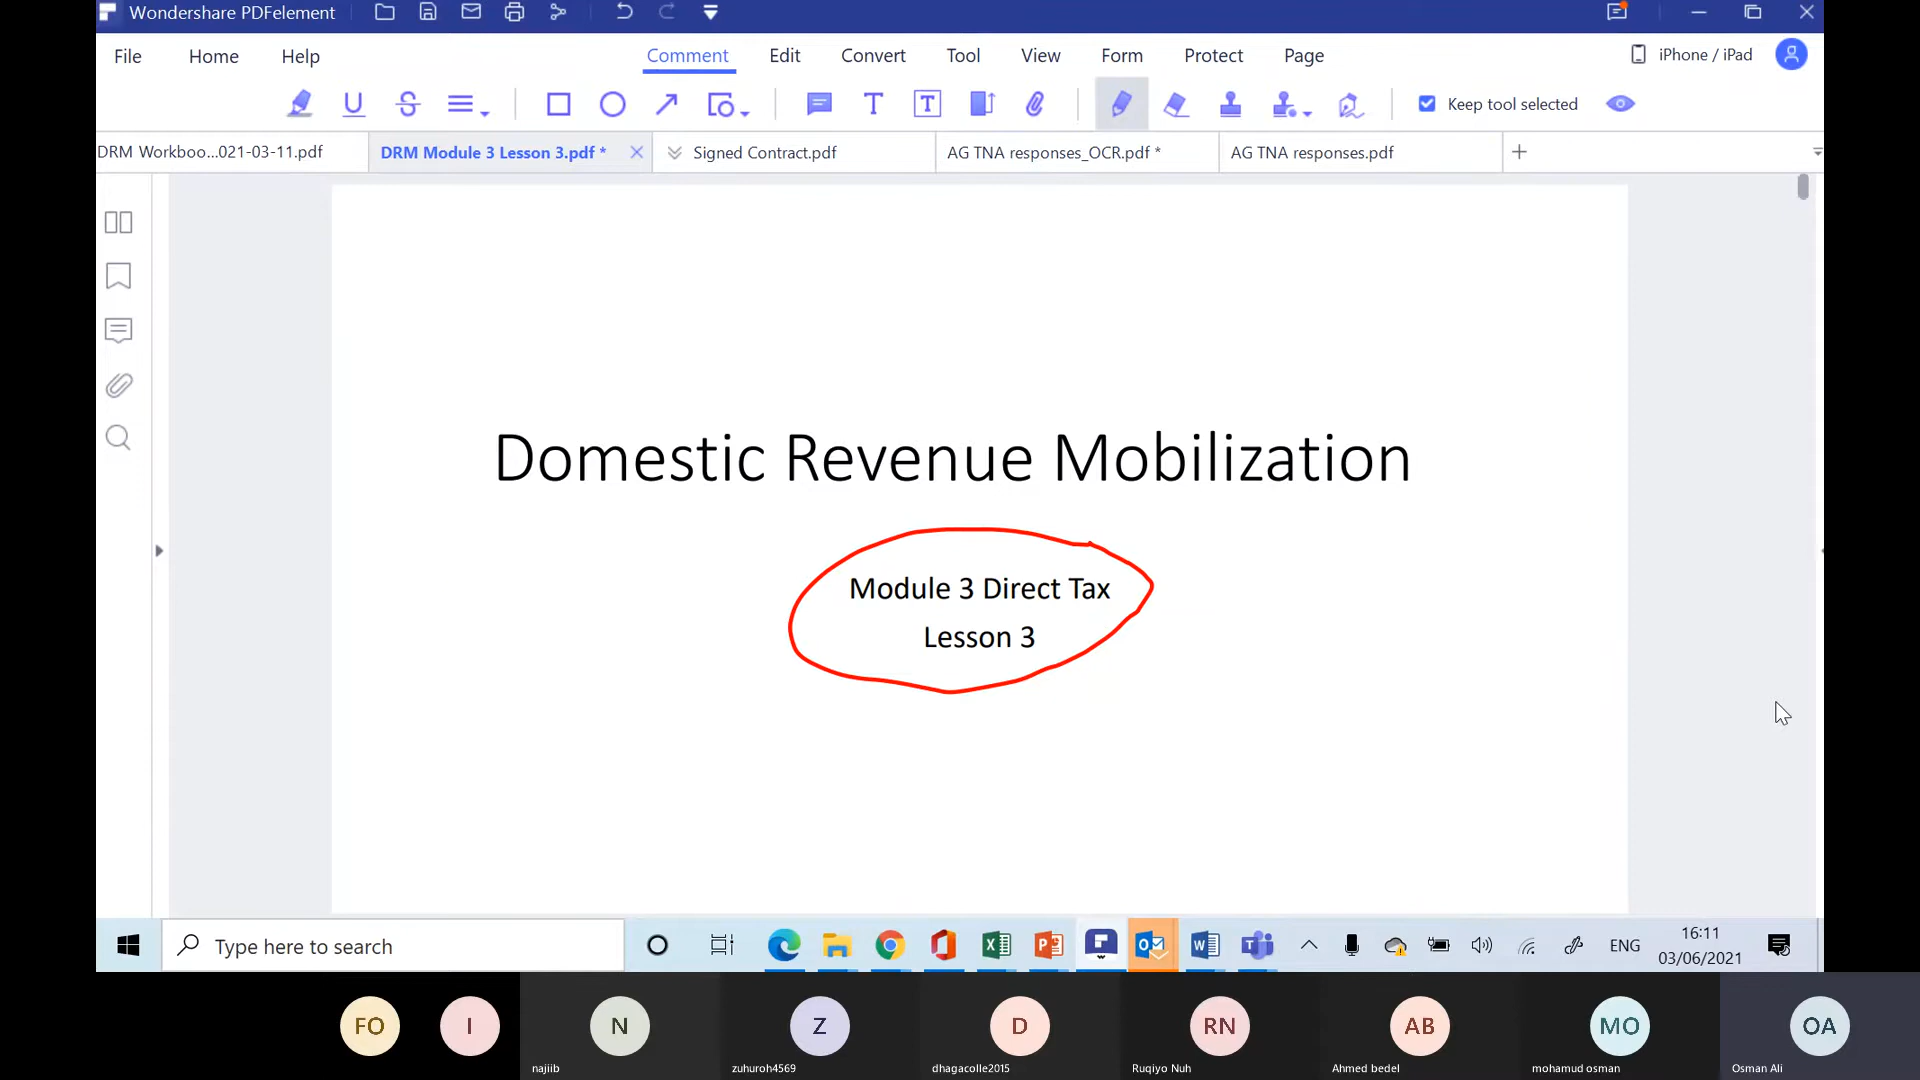 Wondershare PDFelement
File Home Help Comment Edit Convert Tool View Form Protect Page iPhone / iPad
Keep tool selected
DRM Workboo...021-03-11.pdf DRM Module 3 Lesson 3.pdf * Signed Contract.pdf AG TNA responses_OCR.pdf * AG TNA responses.pdf
Domestic Revenue Mobilization
Module 3 Direct Tax
Lesson 3
Type here to search
ENG
16:11
03/06/2021
FO I N Z D RN AB MO OA
najiib zuhuroh4569 dhagacolle2015 Ruqiyo Nuh Ahmed bedel mohamud osman Osman Ali